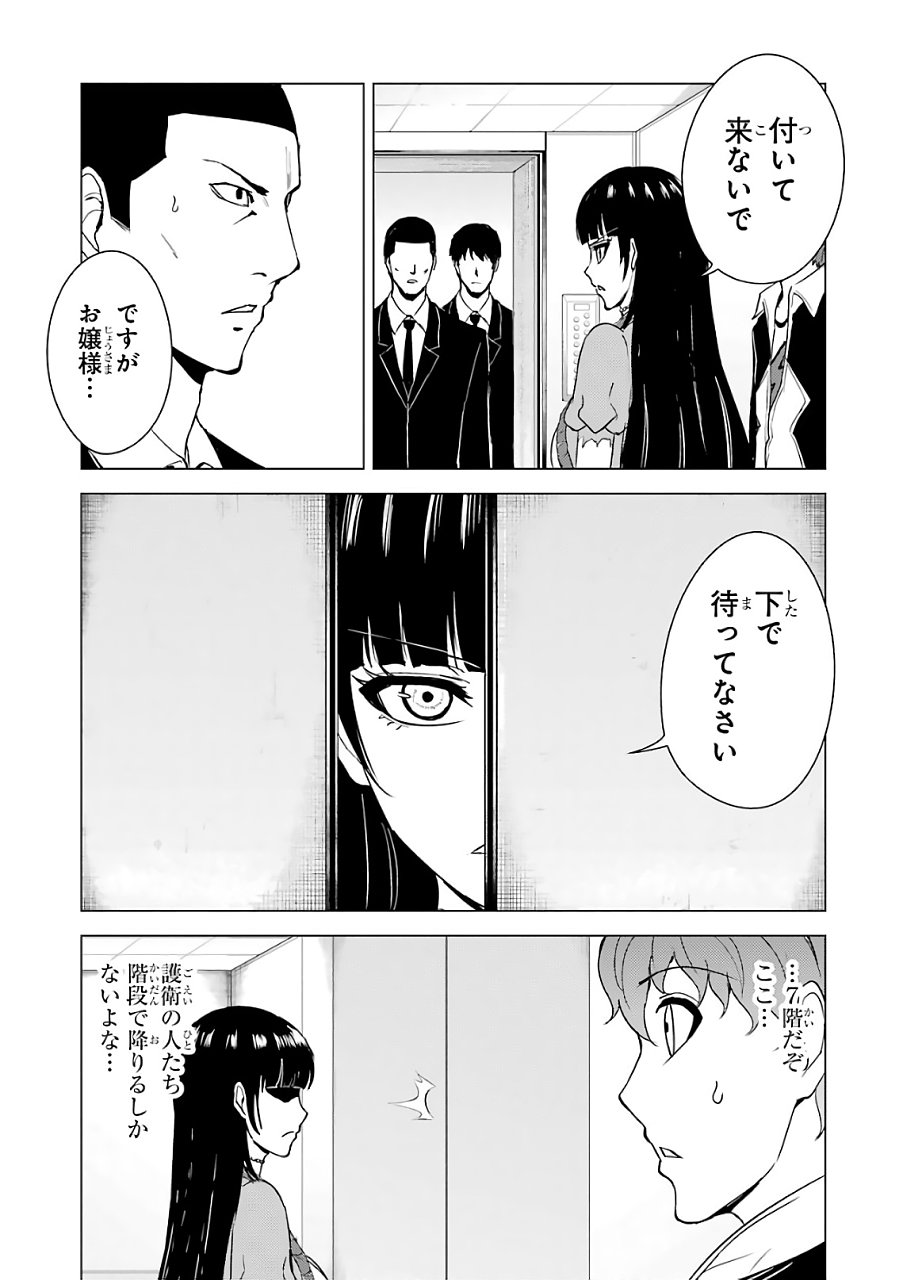 付いて
来ないで
ですが
お嬢様…
下で
待ってなさい
…7階だぞ
ここ…
護衛の人たち
階段で降りるしか
ないよな…